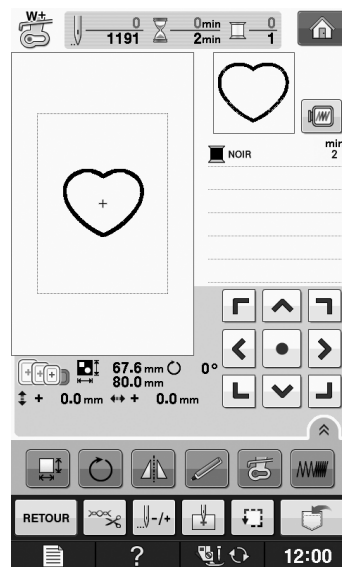 W±
0 0min 0
1191 2min 1
min
NOIR 2
67.6 mm 0°
80.0 mm
+ 0.0 mm + 0.0 mm
RETOUR -/+
? 12:00